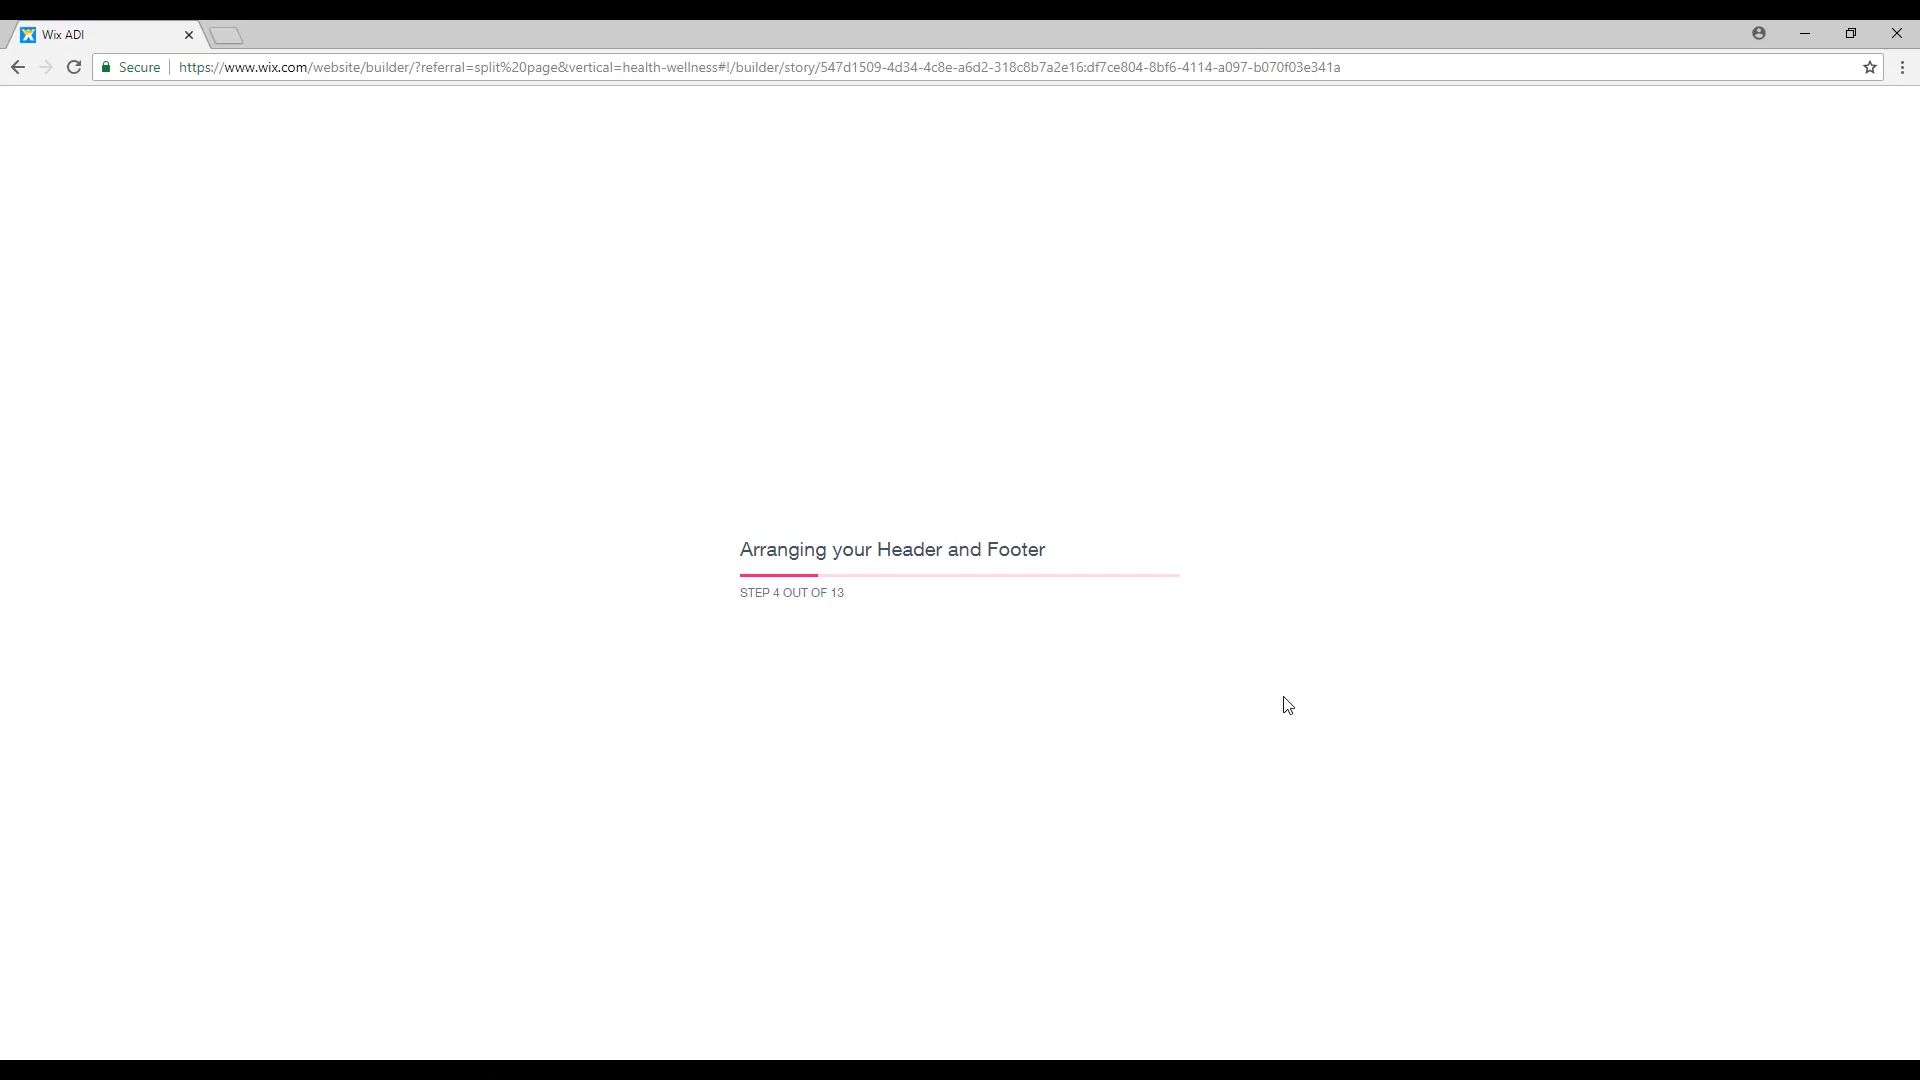 Wix ADI
Secure https://www.wix.com/website/builder/?referral=split%20page&vertical=health-wellness#!/builder/story/547d1509-4d34-4c8e-a6d2-318c8b7a2e16:df7ce804-8bf6-4114-a097-b070f03e341a
Arranging your Header and Footer
STEP 4 OUT OF 13